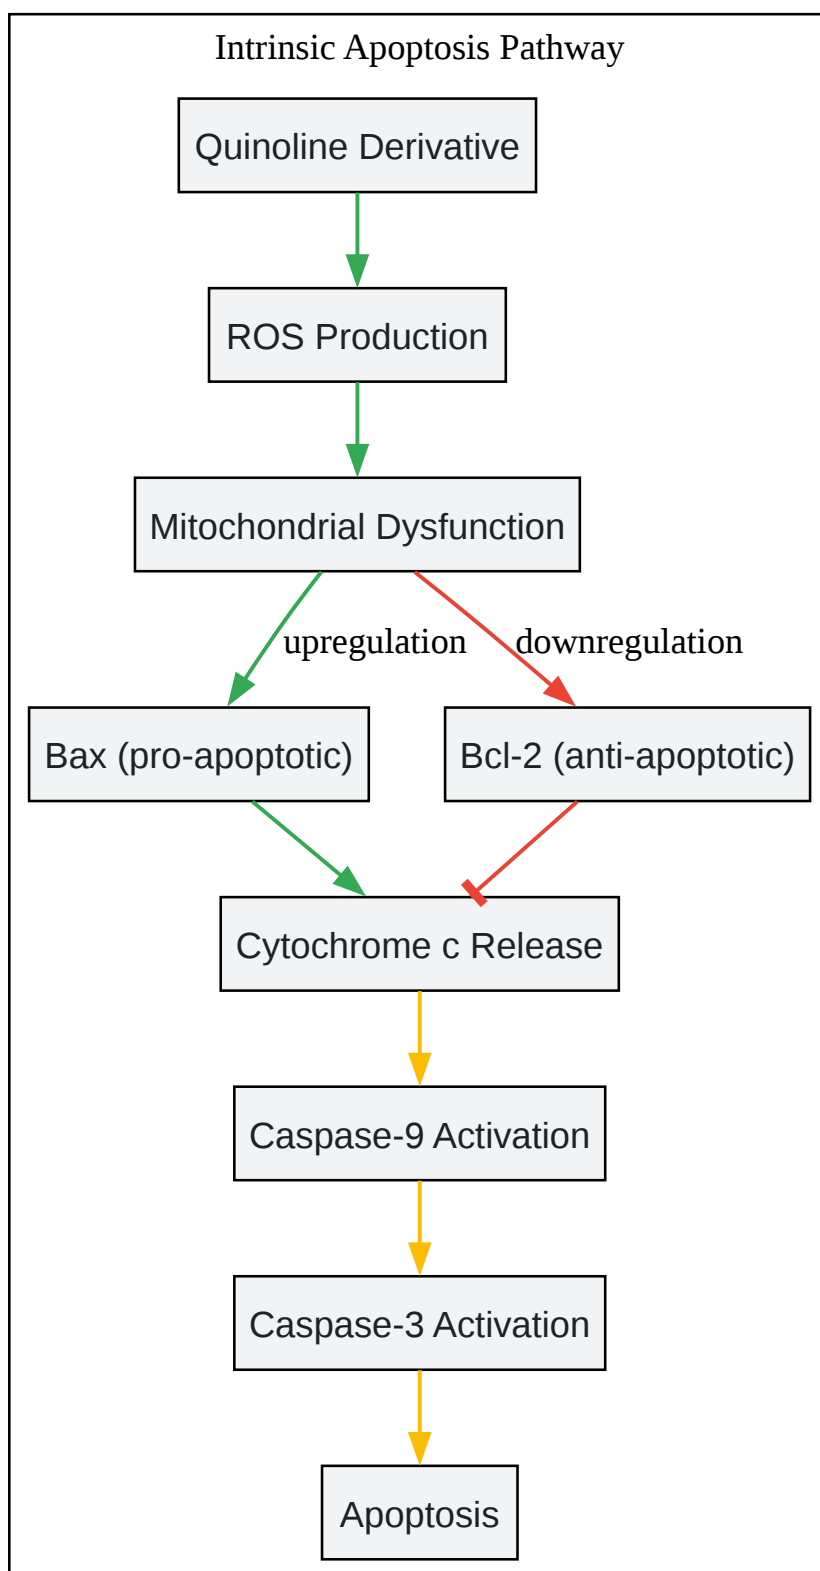 Intrinsic Apoptosis Pathway
Quinoline Derivative
ROS Production
Mitochondrial Dysfunction
upregulation
downregulation
Bax (pro-apoptotic)
Bcl-2 (anti-apoptotic)
Cytochrome c Release
Caspase-9 Activation
Caspase-3 Activation
Apoptosis